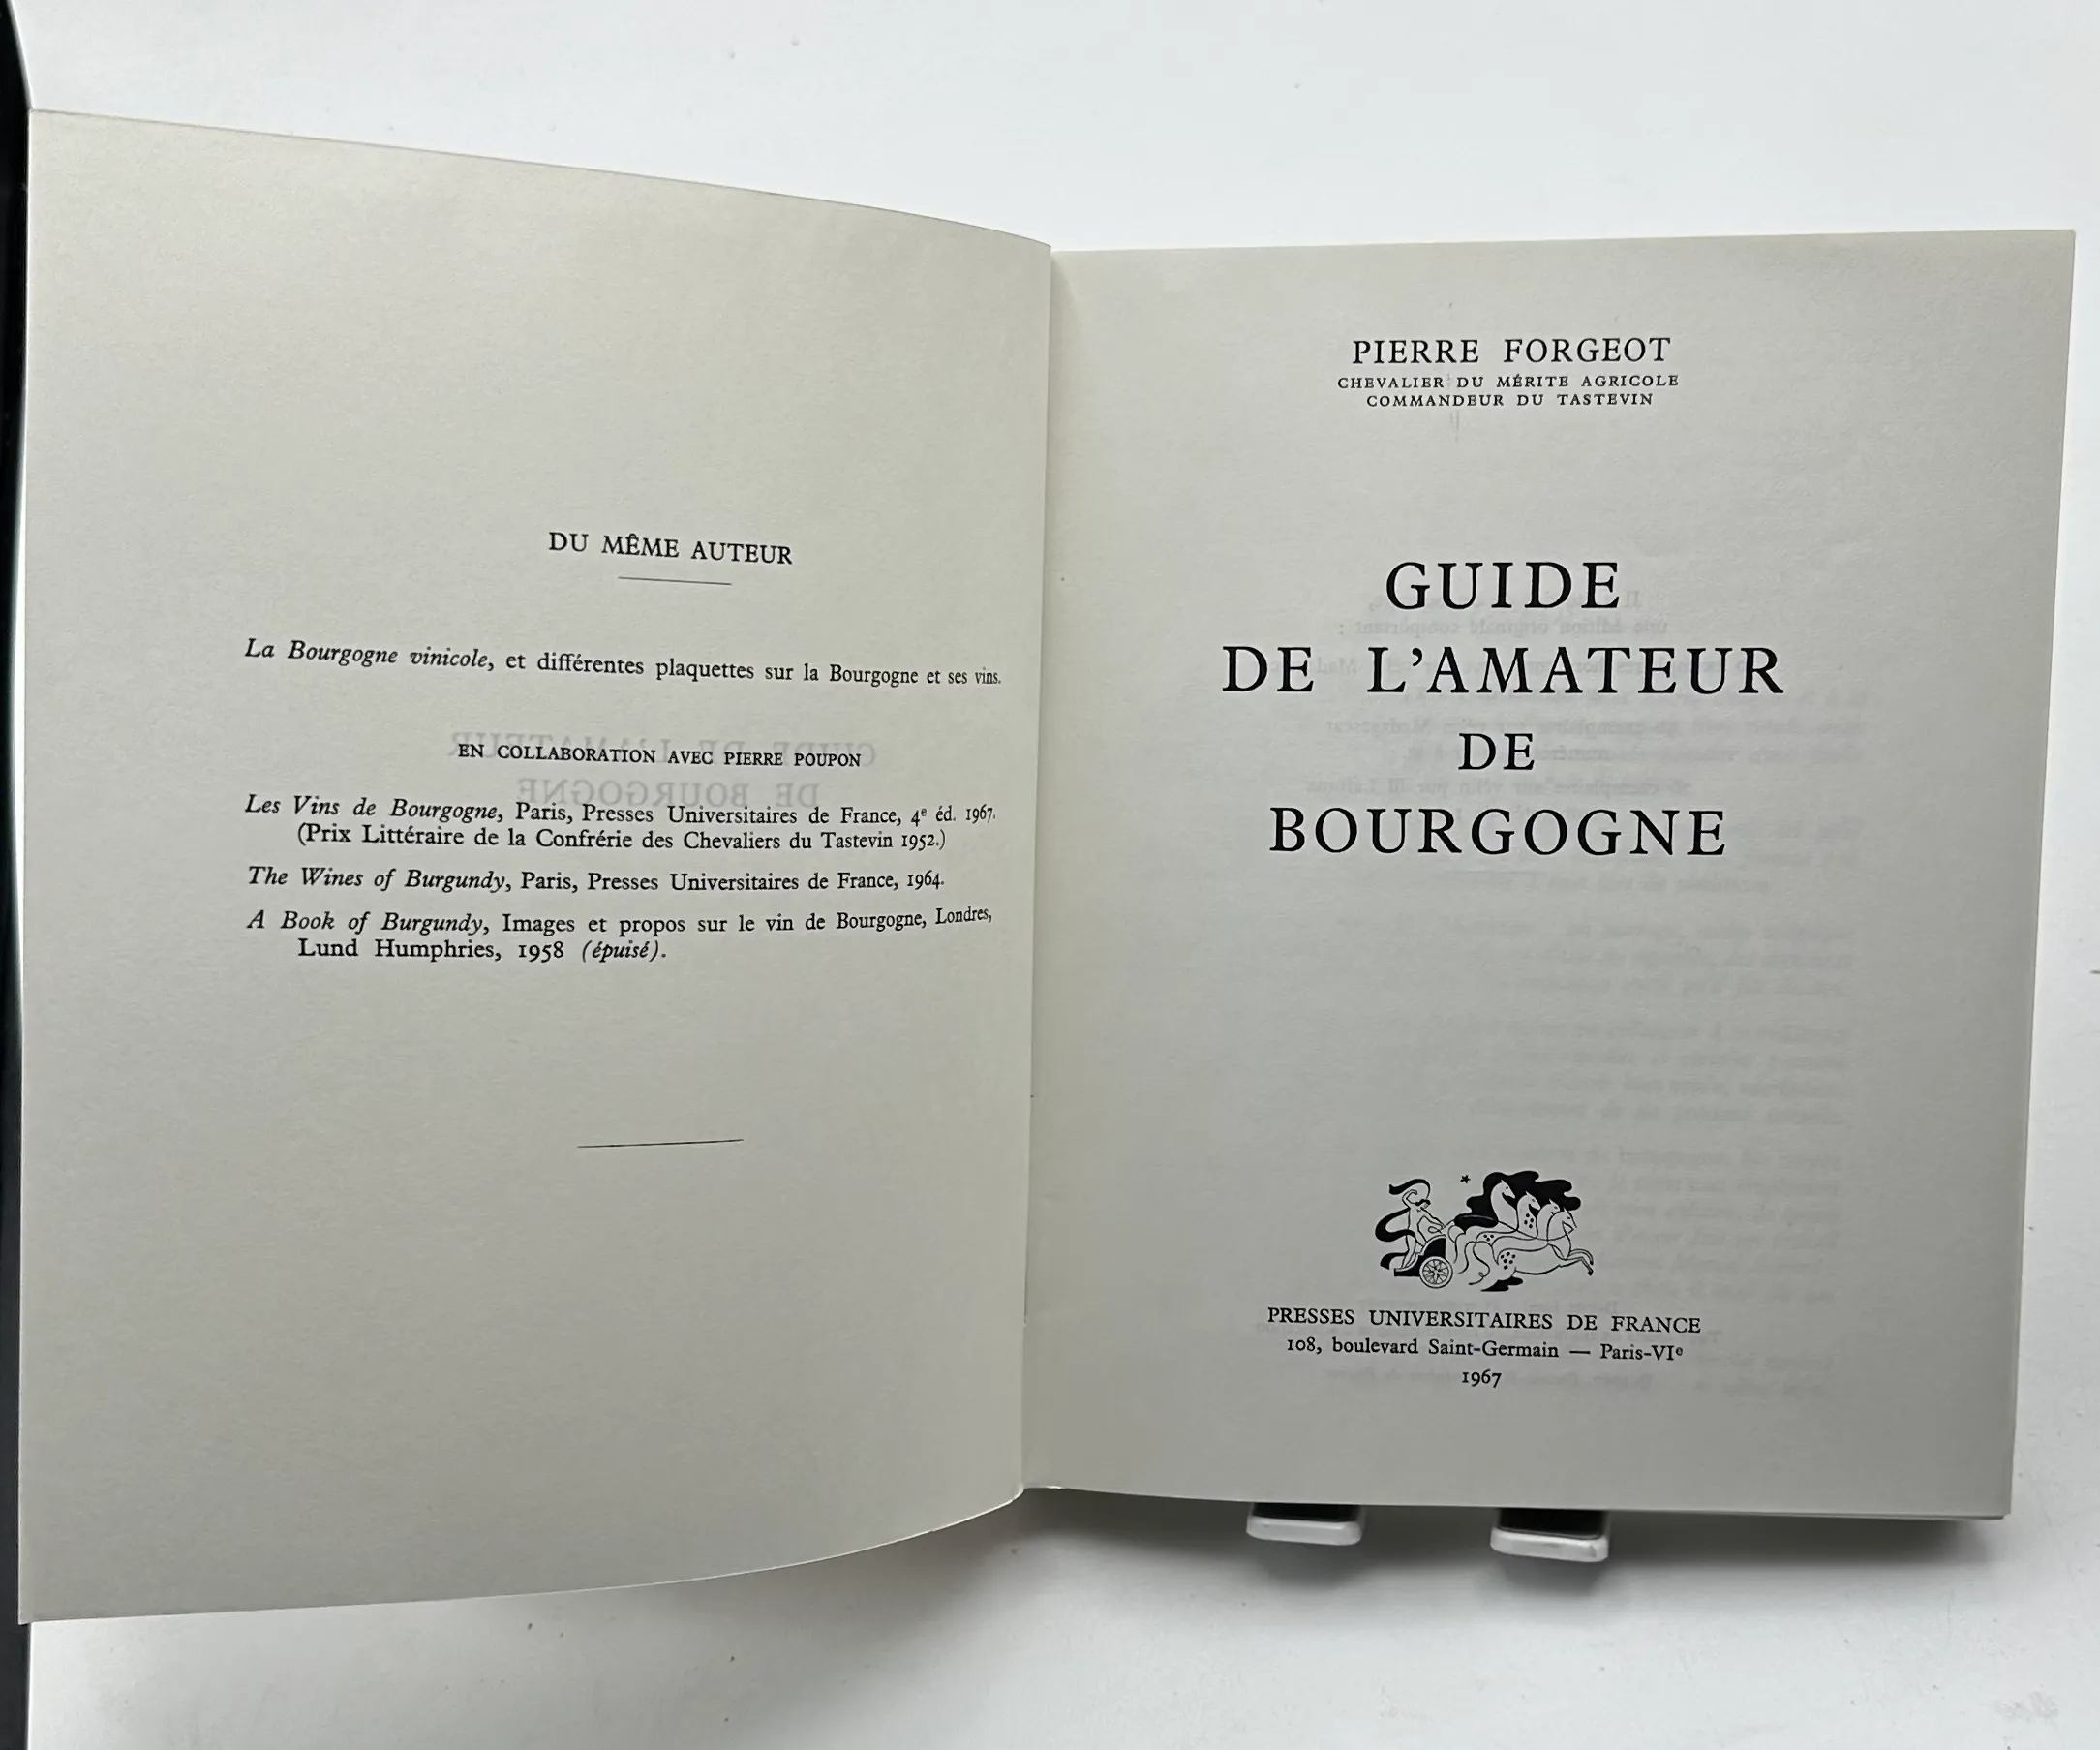 DU MÊME AUTEUR
La Bourgogne vinicole, et différentes plaquettes sur la Bourgogne et ses vins.
EN COLLABORATION AVEC PIERRE POUPON
Les Vins de Bourgogne, Paris, Presses Universitaires de France, 4e éd. 1967.
(Prix Littéraire de la Confrérie des Chevaliers du Tastevin 1952.)
The Wines of Burgundy, Paris, Presses Universitaires de France, 1964.
A Book of Burgundy, Images et propos sur le vin de Bourgogne, Londres,
Lund Humphries, 1958 (épuisé).
PIERRE FORGEOT
CHEVALIER DU MÉRITE AGRICOLE
COMMANDEUR DU TASTEVIN
GUIDE
DE L’AMATEUR
DE
BOURGOGNE
PRESSES UNIVERSITAIRES DE FRANCE
108, boulevard Saint-Germain — Paris-VIe
1967